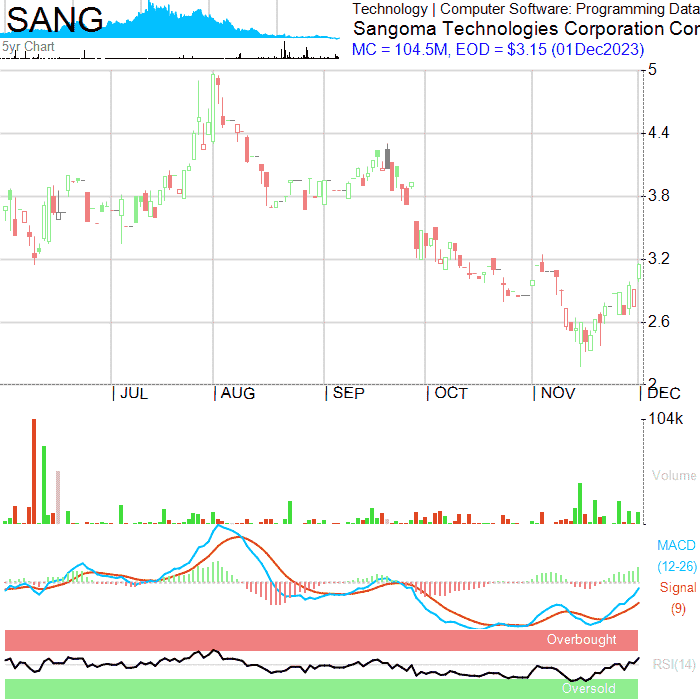 SANG
5yr Chart
Technology | Computer Software: Programming Data
Sangoma Technologies Corporation Cor
MC = 104.5M, EOD = $3.15 (01Dec2023)
5
4.4
3.8
3.2
2.6
2
JUL AUG SEP OCT NOV DEC
104k
Volume
MACD
(12-26)
Signal
(9)
Overbought
RSI(14)
Oversold